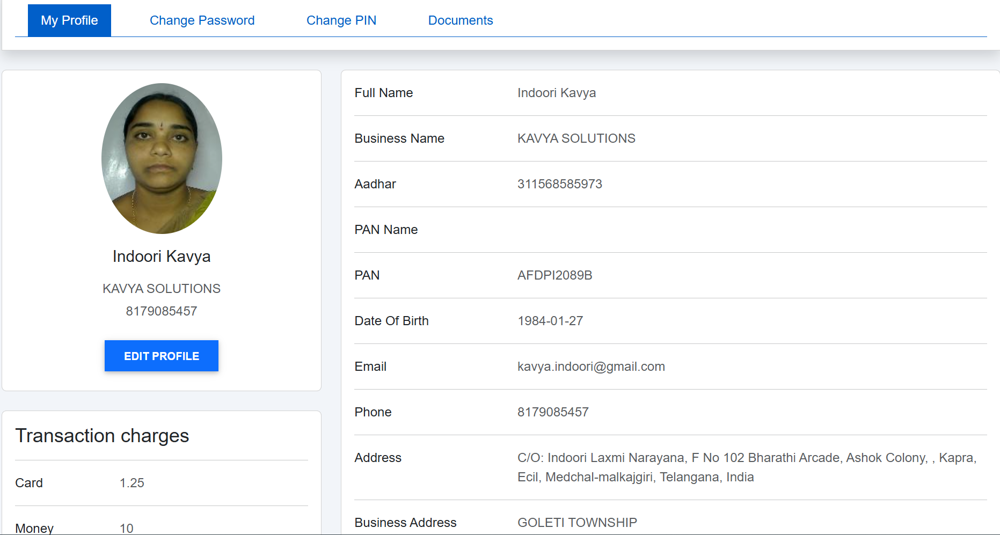 My Profile
Change Password
Change PIN
Documents
Indoori Kavya
KAVYA SOLUTIONS
8179085457
EDIT PROFILE
Transaction charges
Card 1.25
Money 10
Full Name Indoori Kavya
Business Name KAVYA SOLUTIONS
Aadhar 311568585973
PAN Name
PAN AFDPI2089B
Date Of Birth 1984-01-27
Email kavya.indoori@gmail.com
Phone 8179085457
Address C/O: Indoori Laxmi Narayana, F No 102 Bharathi Arcade, Ashok Colony, , Kapra,
Ecil, Medchal-malkajgiri, Telangana, India
Business Address GOLETI TOWNSHIP